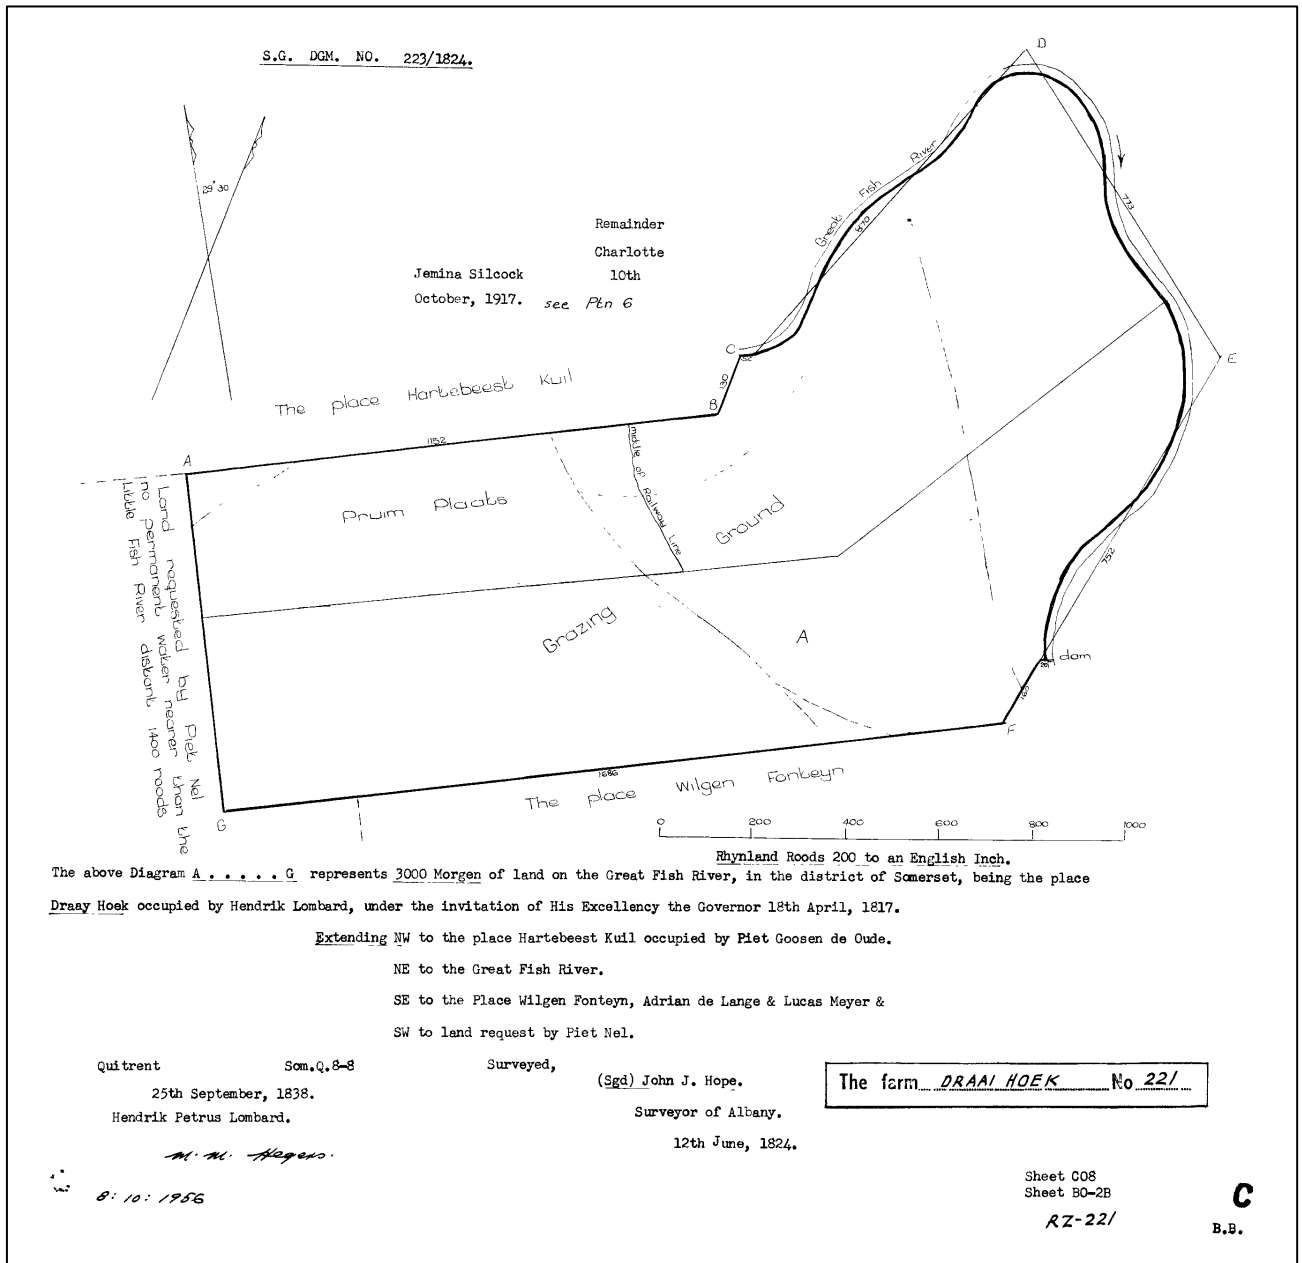 S.G. DGM. NO. 223/1824.
D
29°30
Great Fish River
870
773
Remainder
Charlotte
Jemina Silcock 10th
October, 1917. see Ptn 6
C
52
E
130
B
The place Hartebeest Kuil
1152
A
middle of Railway Line
Pruim Plaats
Ground
Grazing
A
752
dam
26
163
F
Land requested by Piet Nel
no permanent water nearer than the
Little Fish River distant 1400 roods
1686
The place Wilgen Fonteyn
G
0 200 400 600 800 1000
Rhynland Roods 200 to an English Inch.
The above Diagram A . . . . . G represents 3000 Morgen of land on the Great Fish River, in the district of Somerset, being the place
Draay Hoek occupied by Hendrik Lombard, under the invitation of His Excellency the Governor 18th April, 1817.
Extending NW to the place Hartebeest Kuil occupied by Piet Goosen de Oude.
NE to the Great Fish River.
SE to the Place Wilgen Fonteyn, Adrian de Lange & Lucas Meyer &
SW to land request by Piet Nel.
Quitrent Som.Q.8-8 Surveyed,
25th September, 1838. (Sgd) John J. Hope.
Hendrik Petrus Lombard. Surveyor of Albany.
12th June, 1824.
The farm DRAAI HOEK No 221
M. M. Hegers.
8:10:1956
Sheet CO8
Sheet BO-2B
RZ-221
C
B.B.